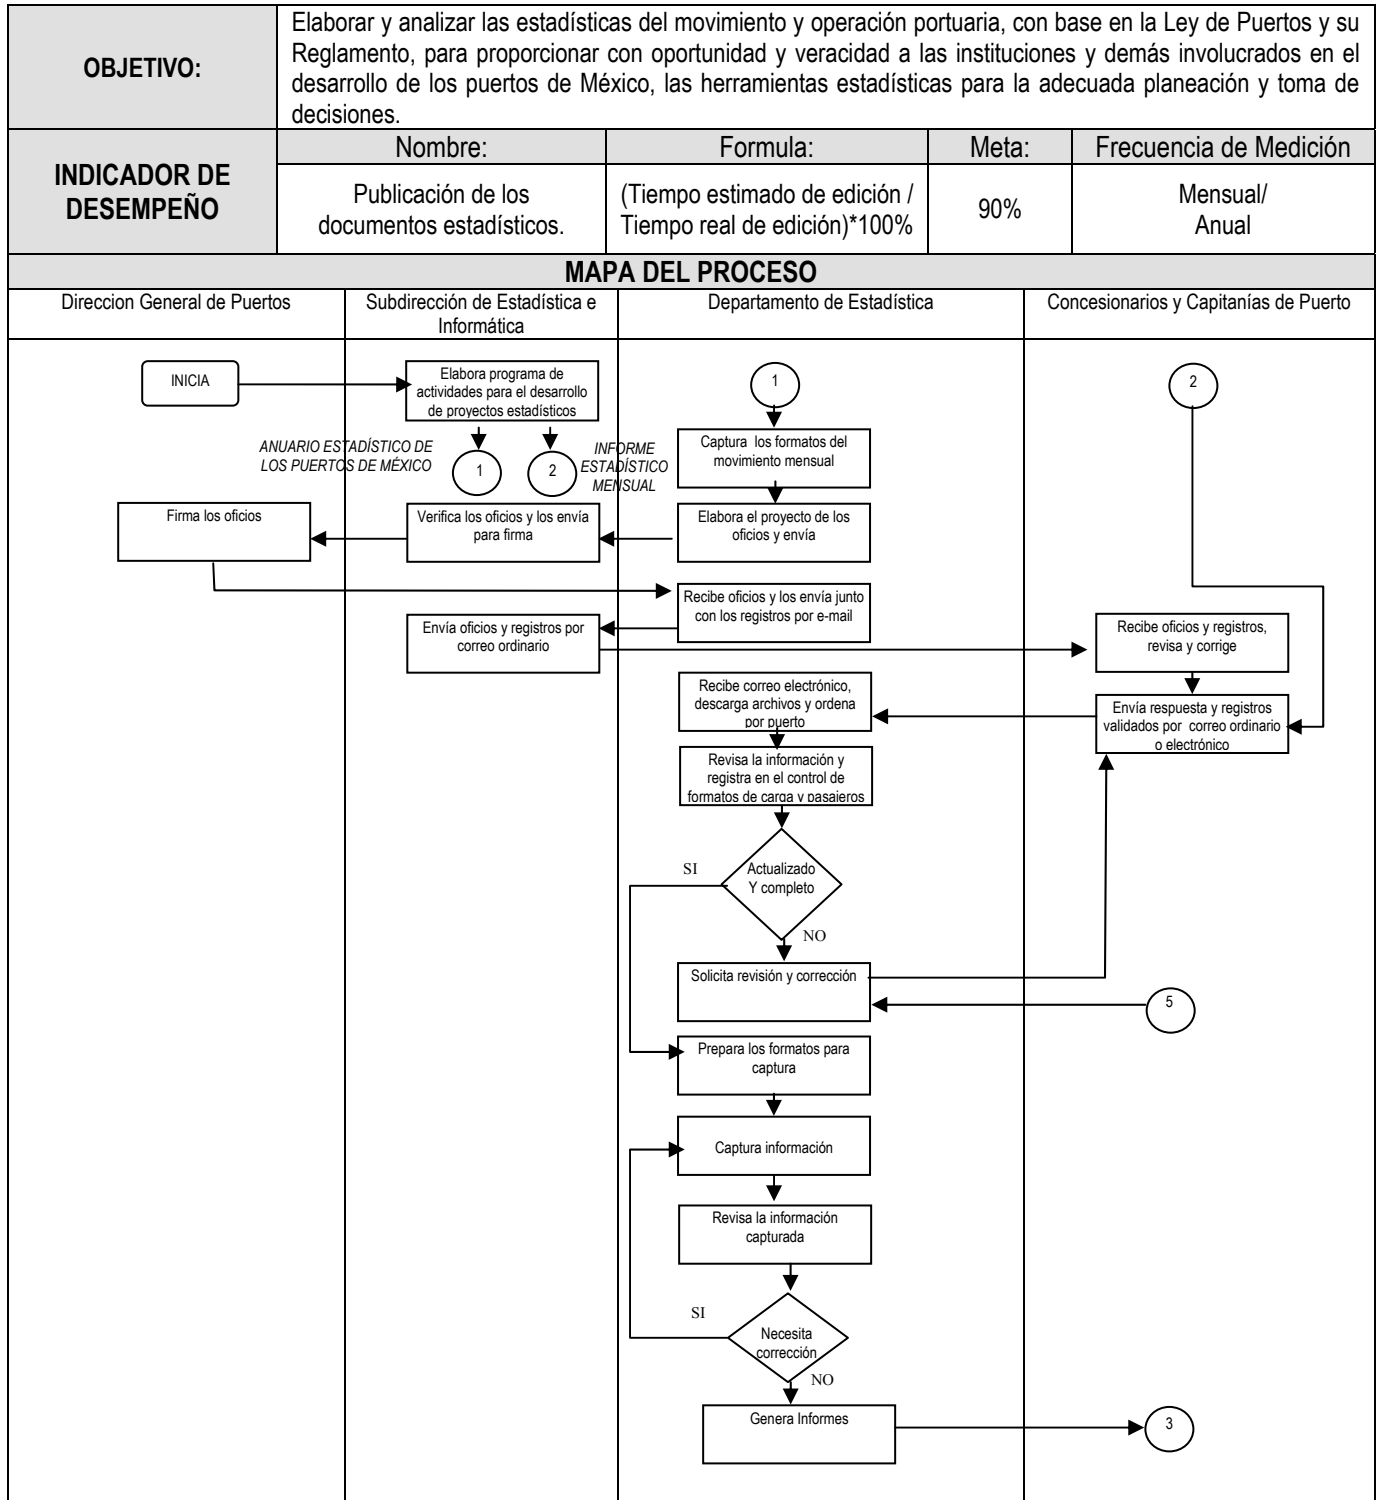 Elaborar y analizar las estadísticas del movimiento y operación portuaria, con base en la Ley de Puertos y su
Reglamento, para proporcionar con oportunidad y veracidad a las instituciones y demás involucrados en el
desarrollo de los puertos de México, las herramientas estadísticas para la adecuada planeación y toma de
decisiones.
OBJETIVO:
INDICADOR DE
DESEMPEÑO
Nombre:
Formula:
Meta:
Frecuencia de Medición
Publicación de los
documentos estadísticos.
(Tiempo estimado de edición /
Tiempo real de edición)*100%
90%
Mensual/
Anual
MAPA DEL PROCESO
Direccion General de Puertos
Subdirección de Estadística e
Informática
Departamento de Estadística
Concesionarios y Capitanías de Puerto
INICIA
Elabora programa de
actividades para el desarrollo
de proyectos estadísticos
1
2
ANUARIO ESTADÍSTICO DE
LOS PUERTOS DE MÉXICO
1
2
INFORME
ESTADÍSTICO
MENSUAL
Captura los formatos del
movimiento mensual
Firma los oficios
Verifica los oficios y los envía
para firma
Elabora el proyecto de los
oficios y envía
Recibe oficios y los envía junto
con los registros por e-mail
Envía oficios y registros por
correo ordinario
Recibe oficios y registros,
revisa y corrige
Recibe correo electrónico,
descarga archivos y ordena
por puerto
Envía respuesta y registros
validados por correo ordinario
o electrónico
Revisa la información y
registra en el control de
formatos de carga y pasajeros
SI
Actualizado
Y completo
NO
Solicita revisión y corrección
5
Prepara los formatos para
captura
Captura información
Revisa la información
capturada
SI
Necesita
corrección
NO
Genera Informes
3